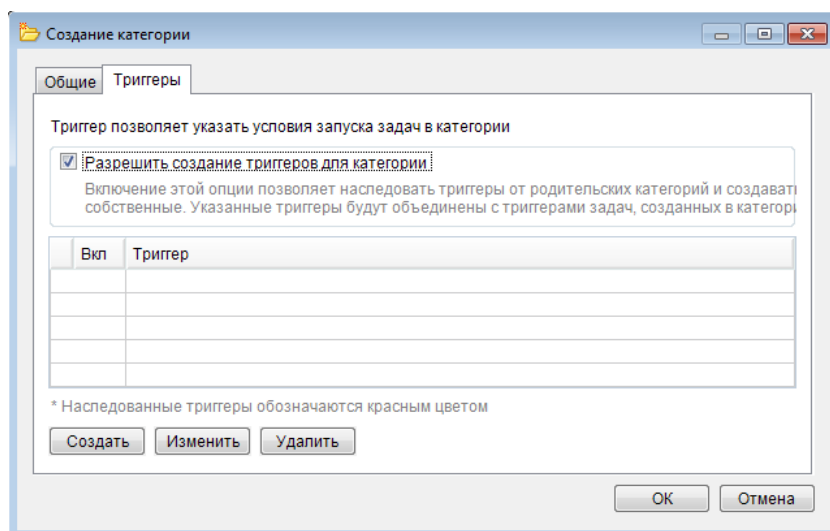 Создание категории
Общие
Триггеры
Триггер позволяет указать условия запуска задач в категории
Разрешить создание триггеров для категории
Включение этой опции позволяет наследовать триггеры от родительских категорий и создават
собственные. Указанные триггеры будут объединены с триггерами задач, созданных в категор
Вкл Триггер
* Наследованные триггеры обозначаются красным цветом
Создать Изменить Удалить
ОК Отмена